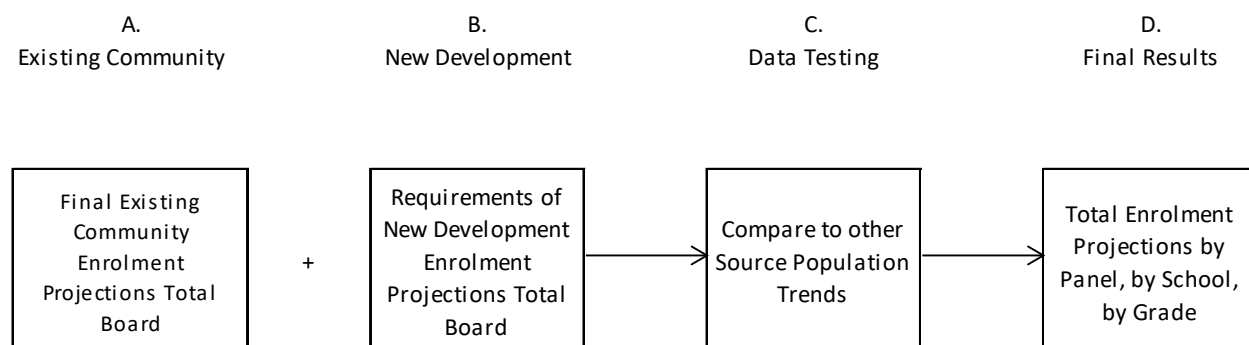 A.
Existing Community
B.
New Development
C.
Data Testing
D.
Final Results
Final Existing
Community
Enrolment
Projections Total
Board
+
Requirements of
New Development
Enrolment
Projections Total
Board
Compare to other
Source Population
Trends
Total Enrolment
Projections by
Panel, by School,
by Grade